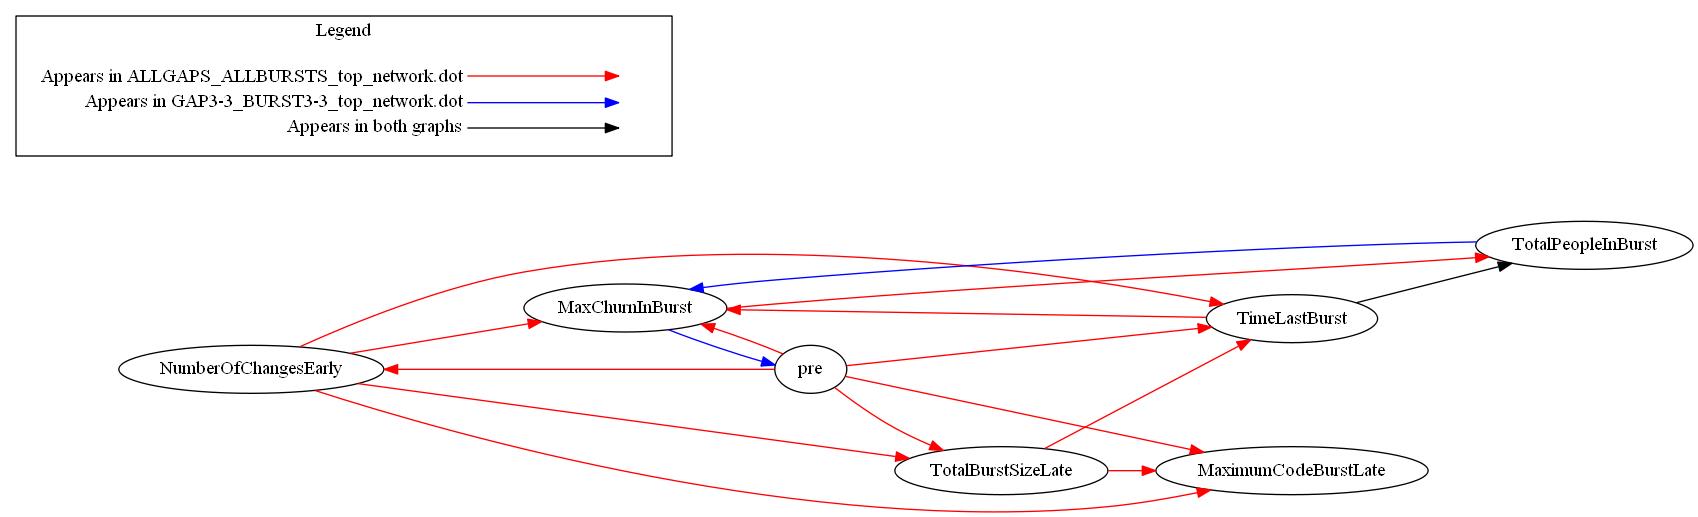 Legend
Appears in ALLGAPS_ALLBURSTS_top_network.dot
Appears in GAP3-3_BURST3-3_top_network.dot
Appears in both graphs
TotalPeopleInBurst
MaxChurnInBurst
TimeLastBurst
NumberOfChangesEarly
pre
TotalBurstSizeLate
MaximumCodeBurstLate